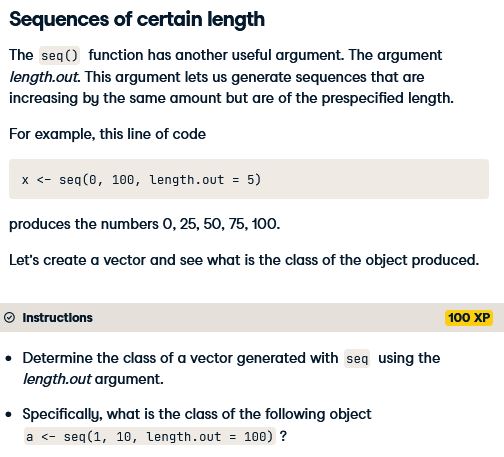 Sequences of certain length
The seq() function has another useful argument. The argument
length.out. This argument lets us generate sequences that are
increasing by the same amount but are of the prespecified length.
For example, this line of code
x <- seq(0, 100, length.out = 5)
produces the numbers 0, 25, 50, 75, 100.
Let's create a vector and see what is the class of the object produced.
Instructions 100 XP
• Determine the class of a vector generated with seq using the
length.out argument.
• Specifically, what is the class of the following object
a <- seq(1, 10, length.out = 100) ?